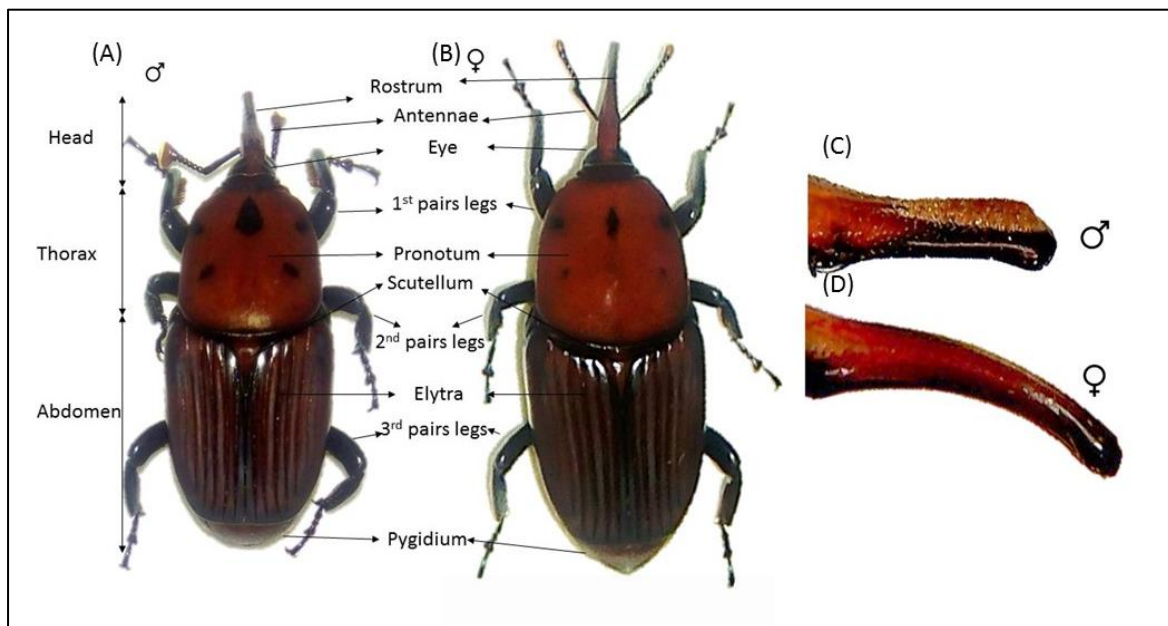 (A)
♂
(B)
♀
Rostrum
Head
Antennae
Eye
(C)
♂
1st pairs legs
Thorax
Pronotum
Scutellum
(D)
2nd pairs legs
♀
Abdomen
Elytra
3rd pairs legs
Pygidium